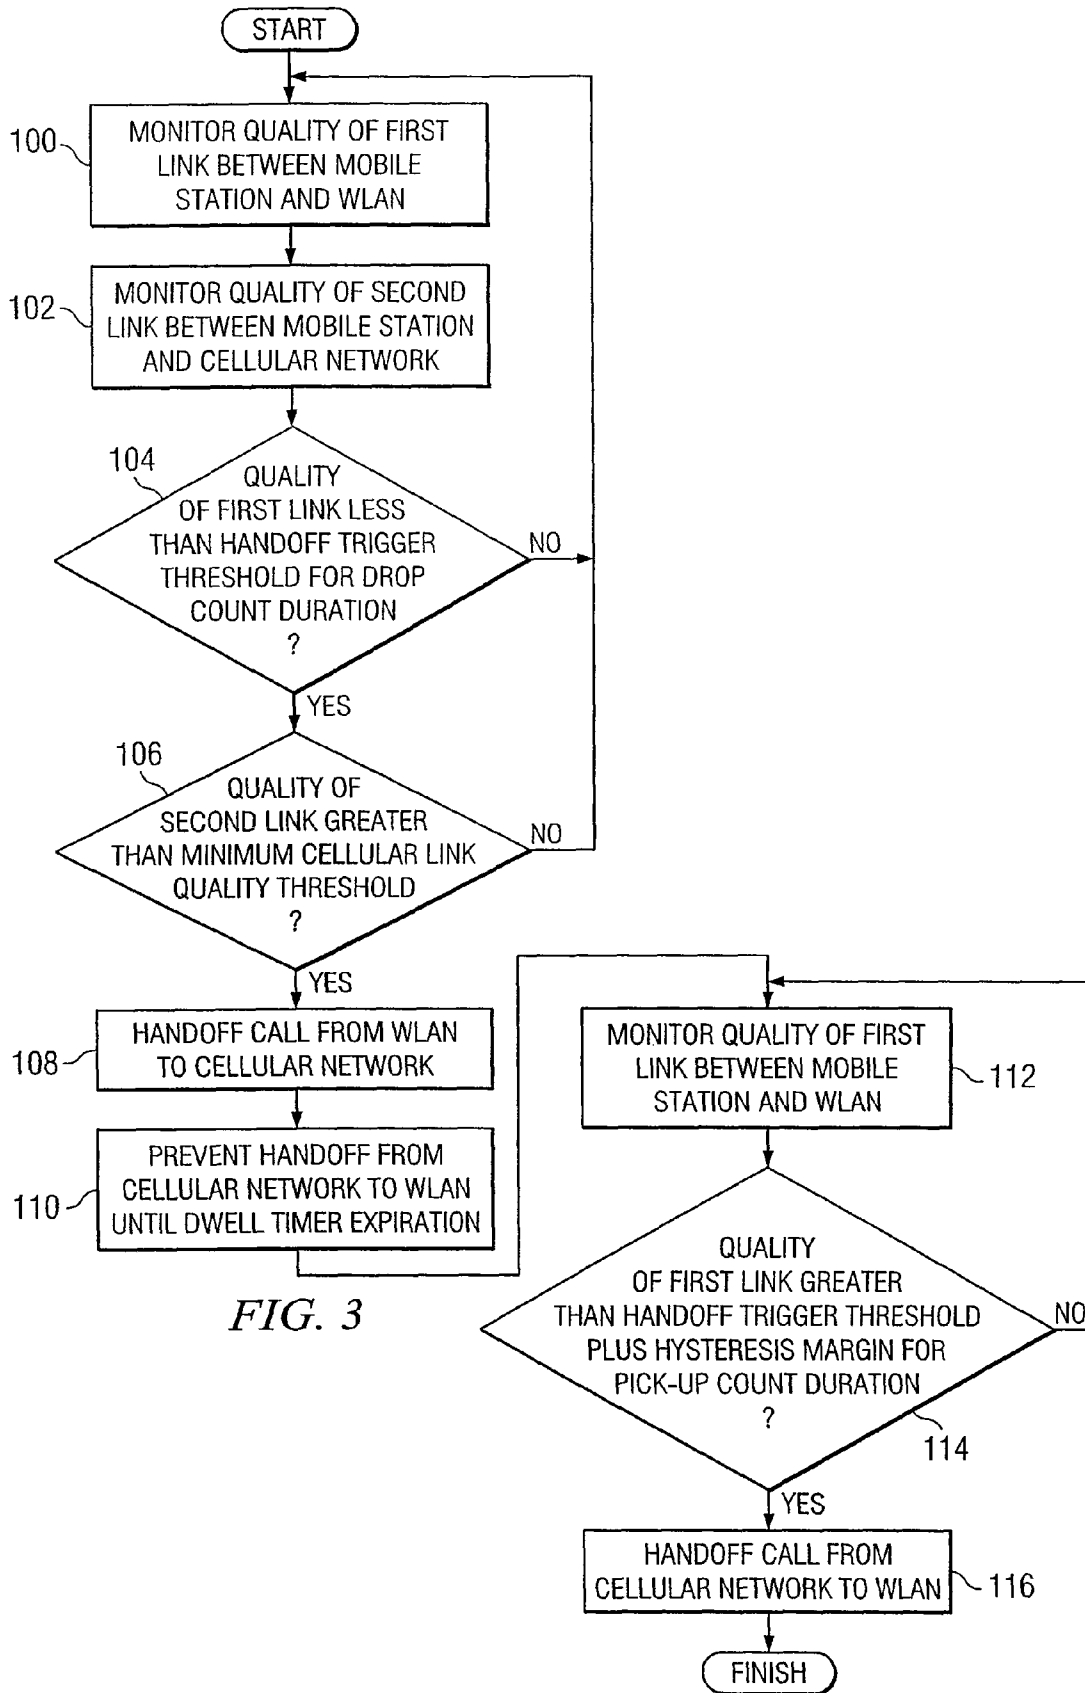 START
100
MONITOR QUALITY OF FIRST
LINK BETWEEN MOBILE
STATION AND WLAN
102
MONITOR QUALITY OF SECOND
LINK BETWEEN MOBILE STATION
AND CELLULAR NETWORK
104
QUALITY
OF FIRST LINK LESS
THAN HANDOFF TRIGGER
THRESHOLD FOR DROP
COUNT DURATION
?
NO
YES
106
QUALITY OF
SECOND LINK GREATER
THAN MINIMUM CELLULAR LINK
QUALITY THRESHOLD
?
NO
YES
108
HANDOFF CALL FROM WLAN
TO CELLULAR NETWORK
110
PREVENT HANDOFF FROM
CELLULAR NETWORK TO WLAN
UNTIL DWELL TIMER EXPIRATION
FIG. 3
MONITOR QUALITY OF FIRST
LINK BETWEEN MOBILE
STATION AND WLAN
112
QUALITY
OF FIRST LINK GREATER
THAN HANDOFF TRIGGER THRESHOLD
PLUS HYSTERESIS MARGIN FOR
PICK-UP COUNT DURATION
?
NO
114
YES
HANDOFF CALL FROM
CELLULAR NETWORK TO WLAN
116
FINISH